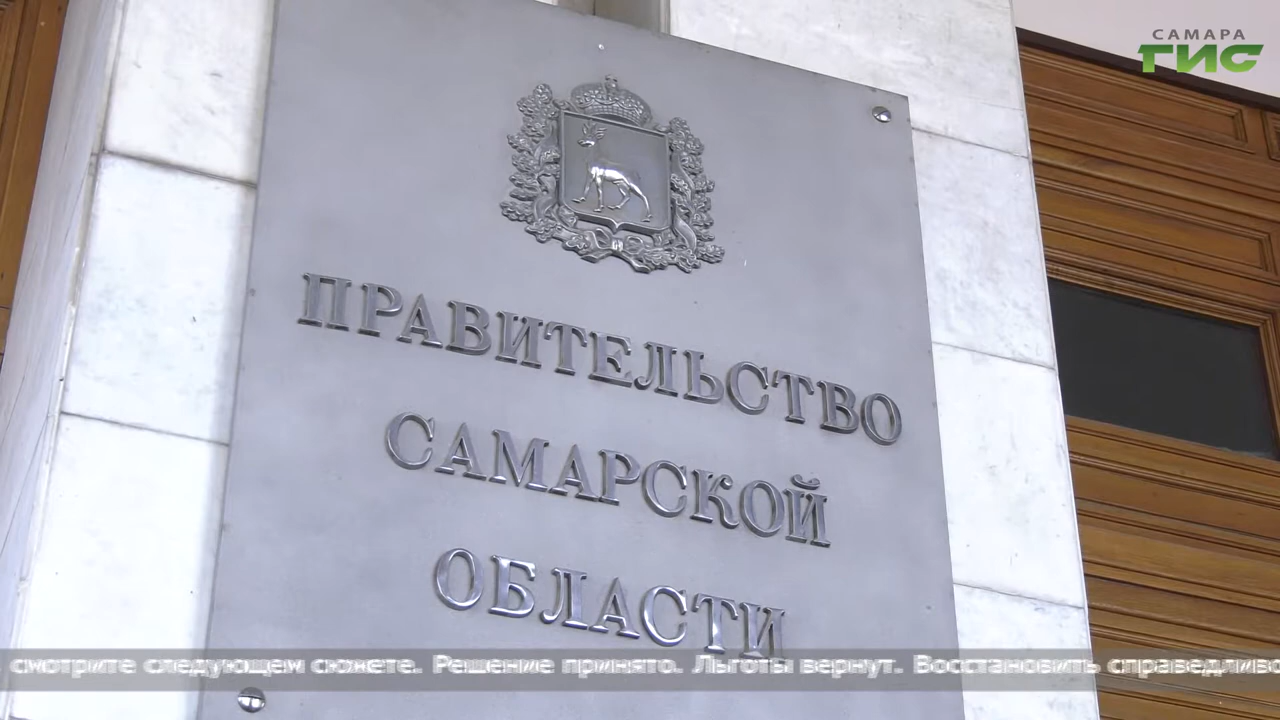 САМАРА
ГИС
ПРАВИТЕЛЬСТВО
САМАРСКОЙ
ОБЛАСТИ
смотрите следующем сюжете. Решение принято. Льготы вернут. Восстановить